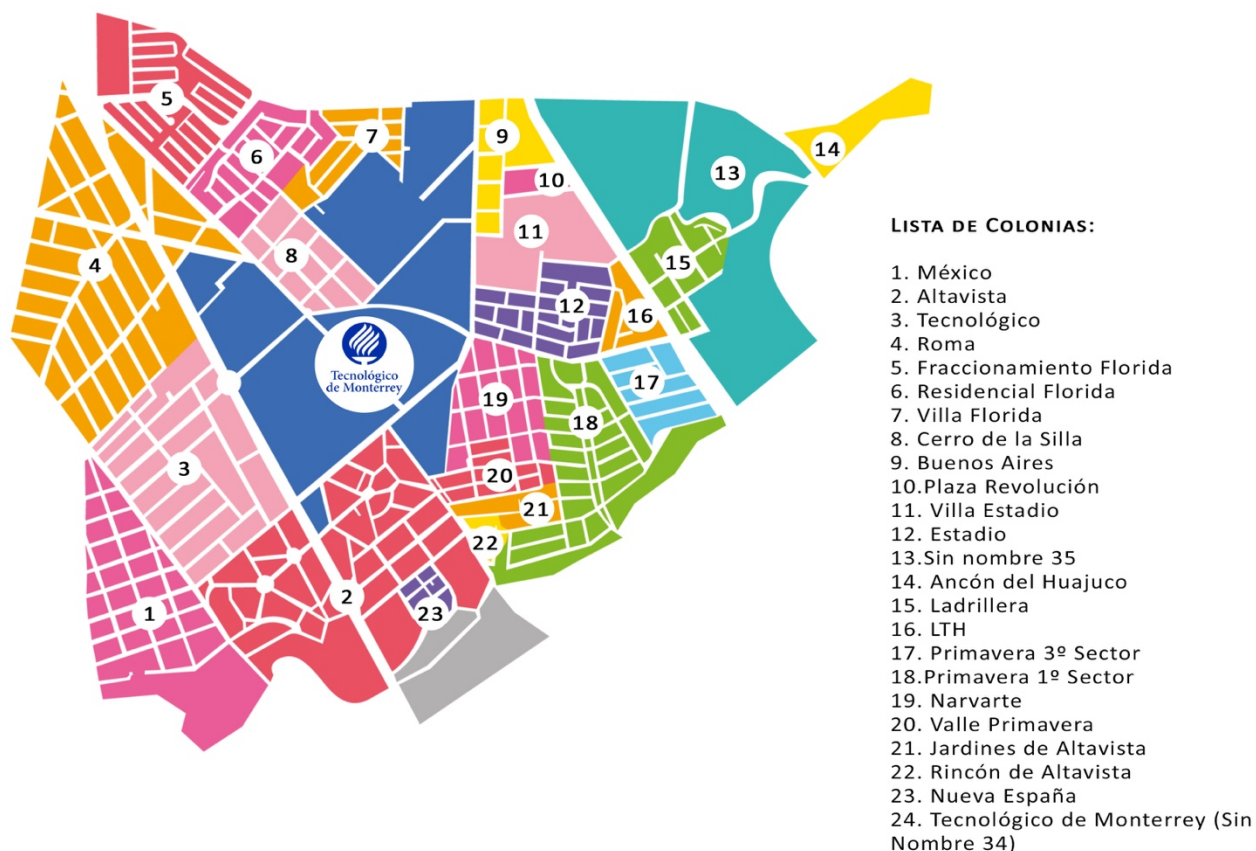 5
6
7
9
14
10
13
4
8
11
15
12
16
Tecnológico
de Monterrey
17
19
18
3
20
21
22
2
23
1
LISTA DE COLONIAS:
1. México
2. Altavista
3. Tecnológico
4. Roma
5. Fraccionamiento Florida
6. Residencial Florida
7. Villa Florida
8. Cerro de la Silla
9. Buenos Aires
10.Plaza Revolución
11. Villa Estadio
12. Estadio
13.Sin nombre 35
14. Ancón del Huajuco
15. Ladrillera
16. LTH
17. Primavera 3º Sector
18.Primavera 1º Sector
19. Narvarte
20. Valle Primavera
21. Jardines de Altavista
22. Rincón de Altavista
23. Nueva España
24. Tecnológico de Monterrey (Sin
Nombre 34)